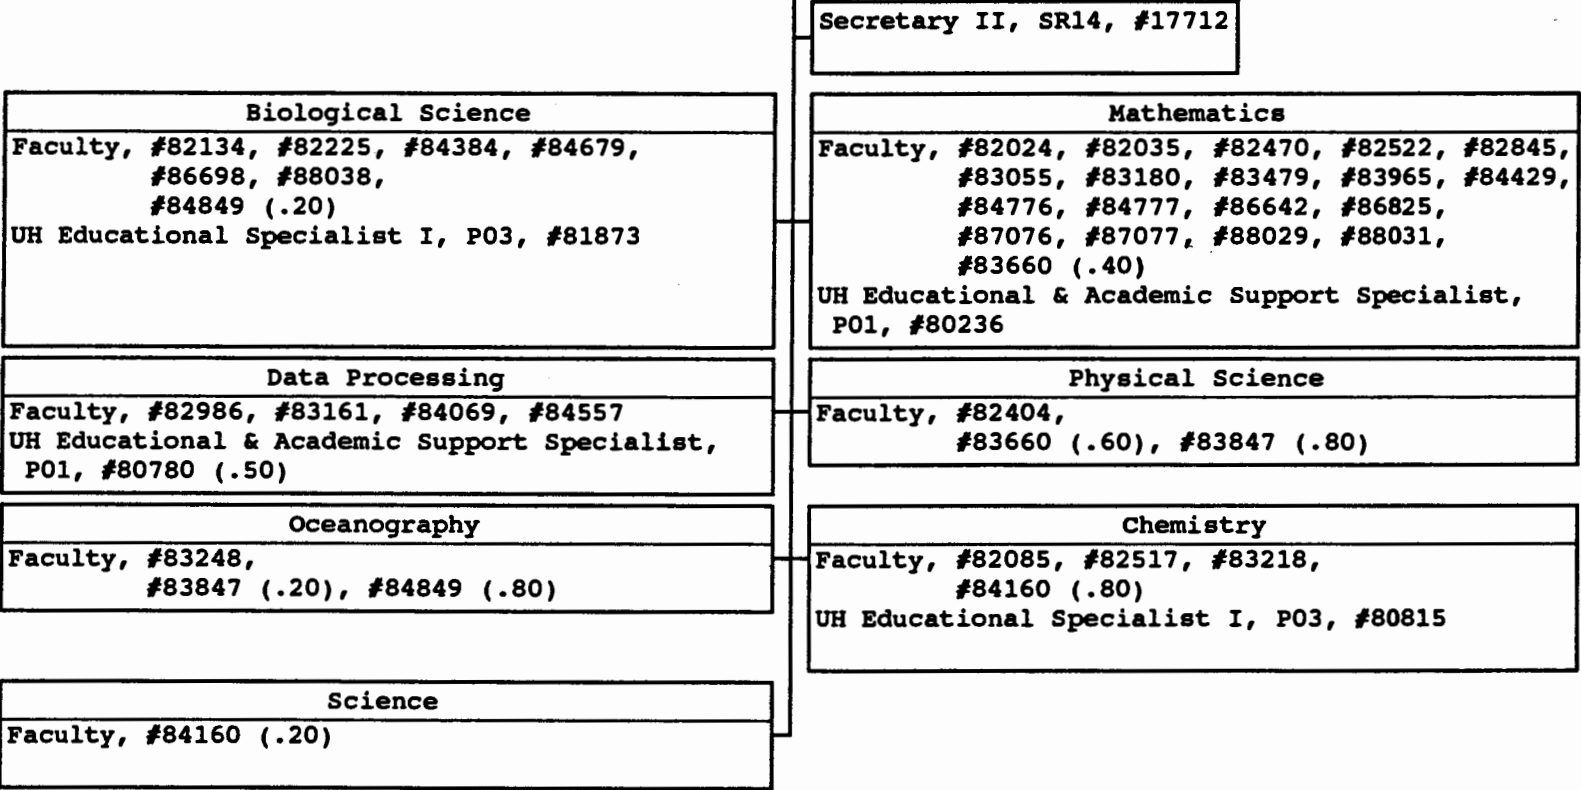 Secretary II, SR14, #17712
Biological Science
Faculty, #82134, #82225, #84384, #84679,
#86698, #88038,
#84849 (.20)
UH Educational Specialist I, P03, #81873
Mathematics
Faculty, #82024, #82035, #82470, #82522, #82845,
#83055, #83180, #83479, #83965, #84429,
#84776, #84777, #86642, #86825,
#87076, #87077, #88029, #88031,
#83660 (.40)
UH Educational & Academic Support Specialist,
P01, #80236
Data Processing
Faculty, #82986, #83161, #84069, #84557
UH Educational & Academic Support Specialist,
P01, #80780 (.50)
Physical Science
Faculty, #82404,
#83660 (.60), #83847 (.80)
Oceanography
Faculty, #83248,
#83847 (.20), #84849 (.80)
Chemistry
Faculty, #82085, #82517, #83218,
#84160 (.80)
UH Educational Specialist I, P03, #80815
Science
Faculty, #84160 (.20)